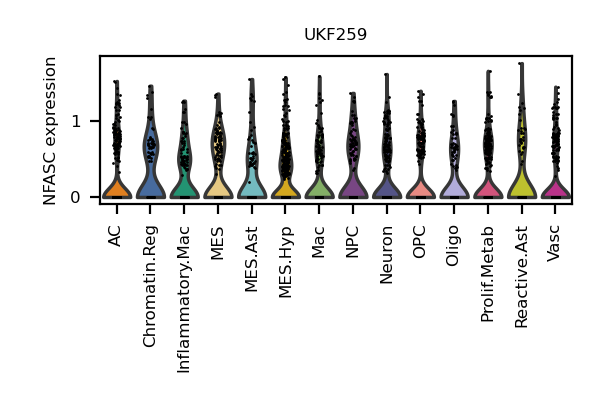 UKF259
NFASC expression
1
0
AC
Chromatin.Reg
Inflammatory.Mac
MES
MES.Ast
MES.Hyp
Mac
NPC
Neuron
OPC
Oligo
Prolif.Metab
Reactive.Ast
Vasc